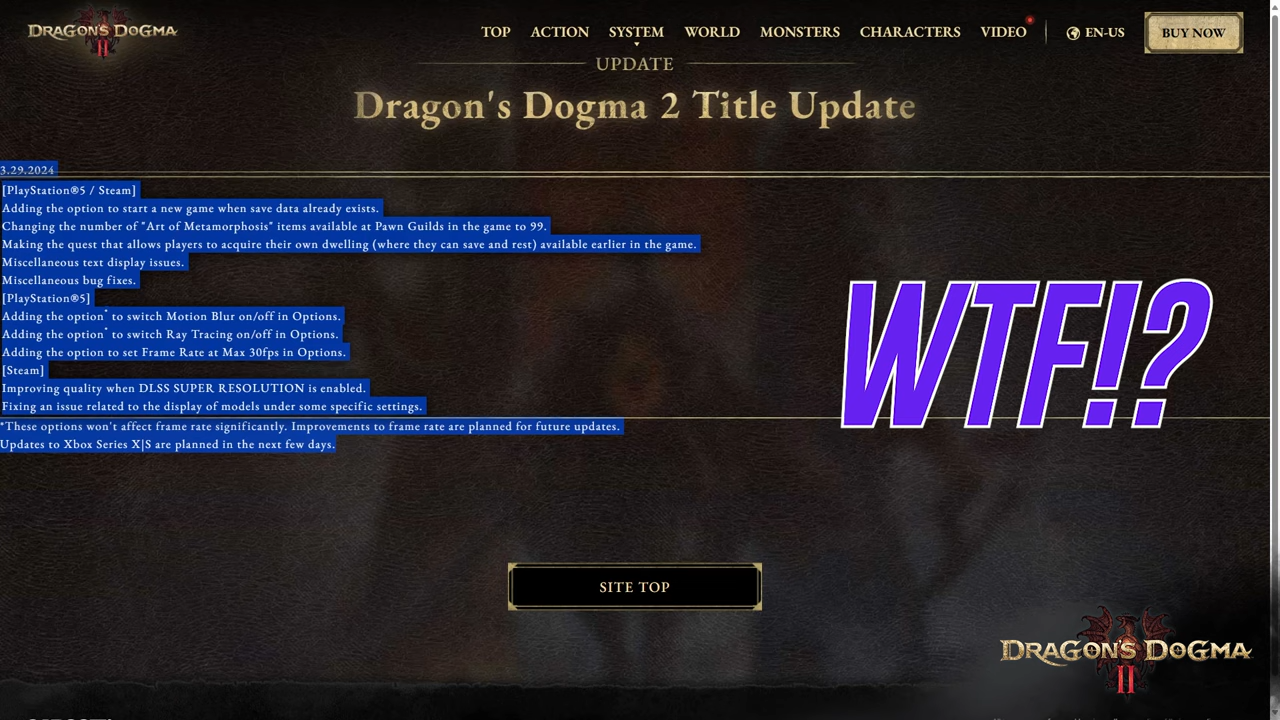 DRAGON'S DOGMA
II
TOP ACTION SYSTEM WORLD MONSTERS CHARACTERS VIDEO EN-US BUY NOW
UPDATE
Dragon's Dogma 2 Title Update
3.29.2024
[PlayStation®5 / Steam]
Adding the option to start a new game when save data already exists.
Changing the number of "Art of Metamorphosis" items available at Pawn Guilds in the game to 99.
Making the quest that allows players to acquire their own dwelling (where they can save and rest) available earlier in the game.
Miscellaneous text display issues.
Miscellaneous bug fixes.
[PlayStation®5]
Adding the option* to switch Motion Blur on/off in Options.
Adding the option* to switch Ray Tracing on/off in Options.
Adding the option to set Frame Rate at Max 30fps in Options.
[Steam]
Improving quality when DLSS SUPER RESOLUTION is enabled.
Fixing an issue related to the display of models under some specific settings.
*These options won't affect frame rate significantly. Improvements to frame rate are planned for future updates.
Updates to Xbox Series X|S are planned in the next few days.
WTF!?
SITE TOP
DRAGON'S DOGMA
II